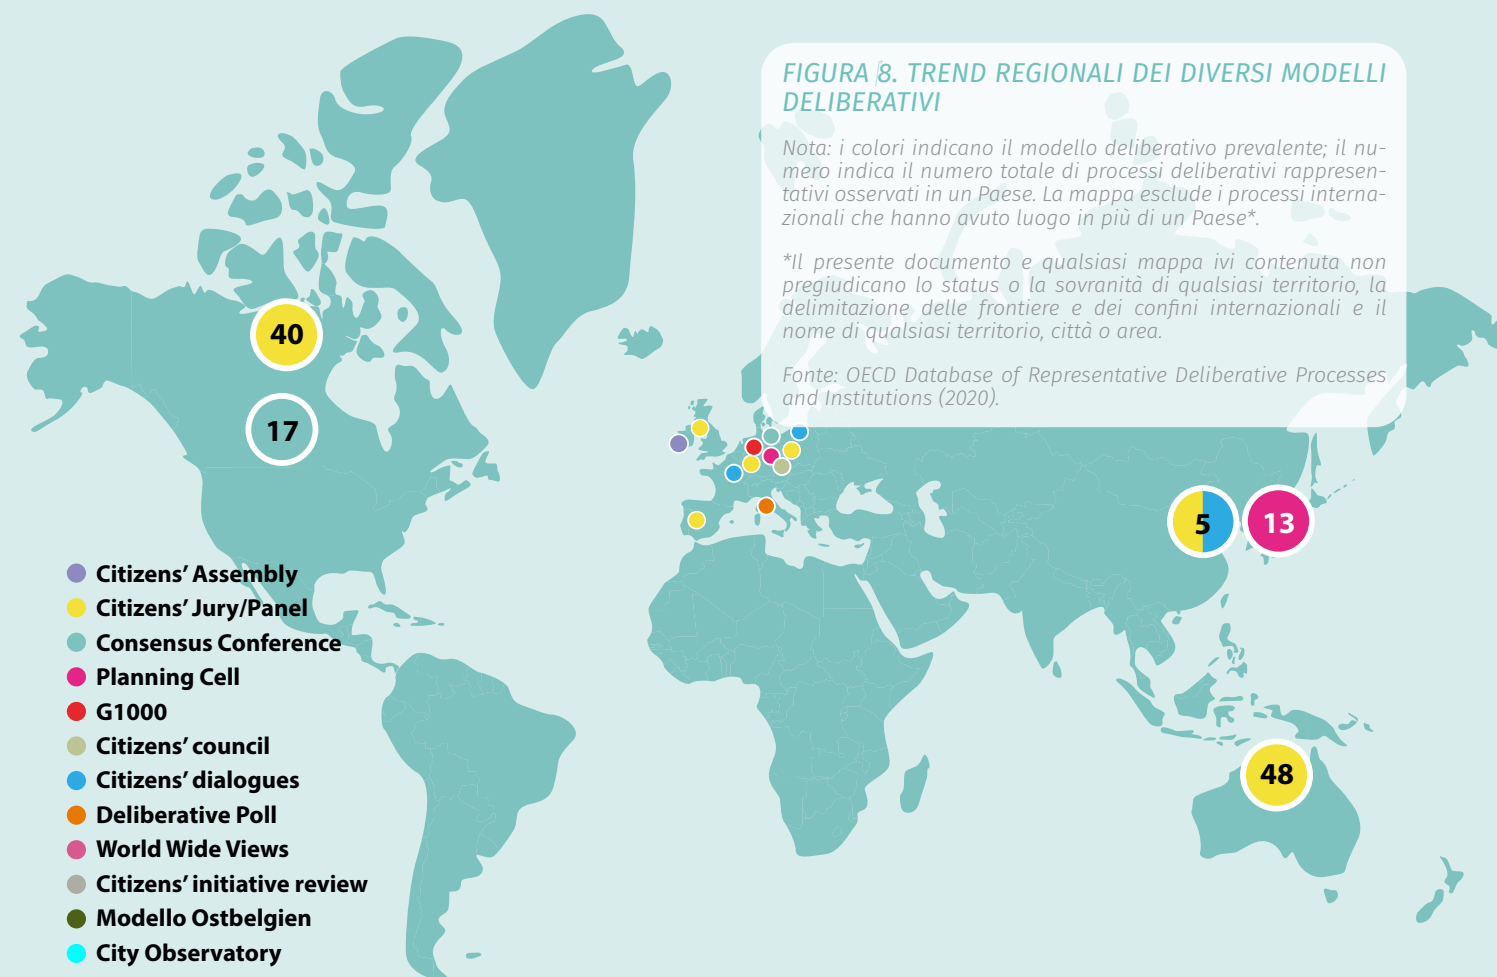 FIGURA 8. TREND REGIONALI DEI DIVERSI MODELLI
DELIBERATIVI
Nota: i colori indicano il modello deliberativo prevalente; il nu-
mero indica il numero totale di processi deliberativi rappresen-
tativi osservati in un Paese. La mappa esclude i processi interna-
zionali che hanno avuto luogo in più di un Paese*.
*Il presente documento e qualsiasi mappa ivi contenuta non
pregiudicano lo status o la sovranità di qualsiasi territorio, la
delimitazione delle frontiere e dei confini internazionali e il
nome di qualsiasi territorio, città o area.
Fonte: OECD Database of Representative Deliberative Processes
and Institutions (2020).
40
17
5
13
48
Citizens' Assembly
Citizens' Jury/Panel
Consensus Conference
Planning Cell
G1000
Citizens' council
Citizens' dialogues
Deliberative Poll
World Wide Views
Citizens' initiative review
Modello Ostbelgien
City Observatory